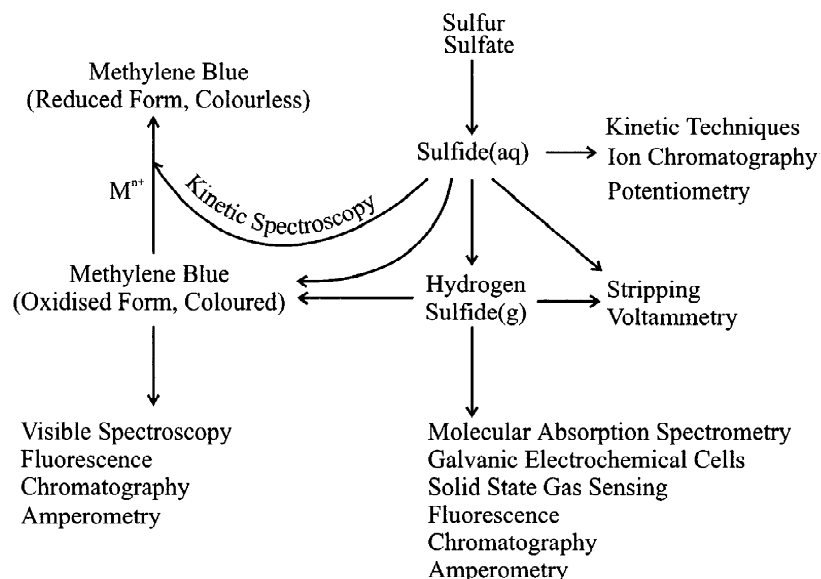 Sulfur
Sulfate
Methylene Blue
(Reduced Form, Colourless)
Sulfide(aq)
Kinetic Techniques
Ion Chromatography
Potentiometry
Mⁿ⁺
Kinetic Spectroscopy
Methylene Blue
(Oxidised Form, Coloured)
Hydrogen
Sulfide(g)
Stripping
Voltammetry
Visible Spectroscopy
Fluorescence
Chromatography
Amperometry
Molecular Absorption Spectrometry
Galvanic Electrochemical Cells
Solid State Gas Sensing
Fluorescence
Chromatography
Amperometry